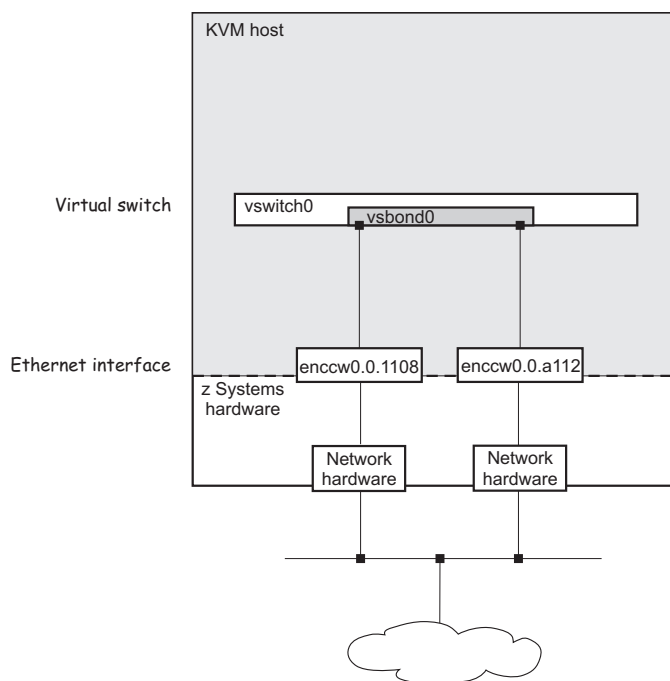 KVM host
Virtual switch
vswitch0
vsbond0
Ethernet interface
enccw0.0.1108
enccw0.0.a112
z Systems
hardware
Network
hardware
Network
hardware